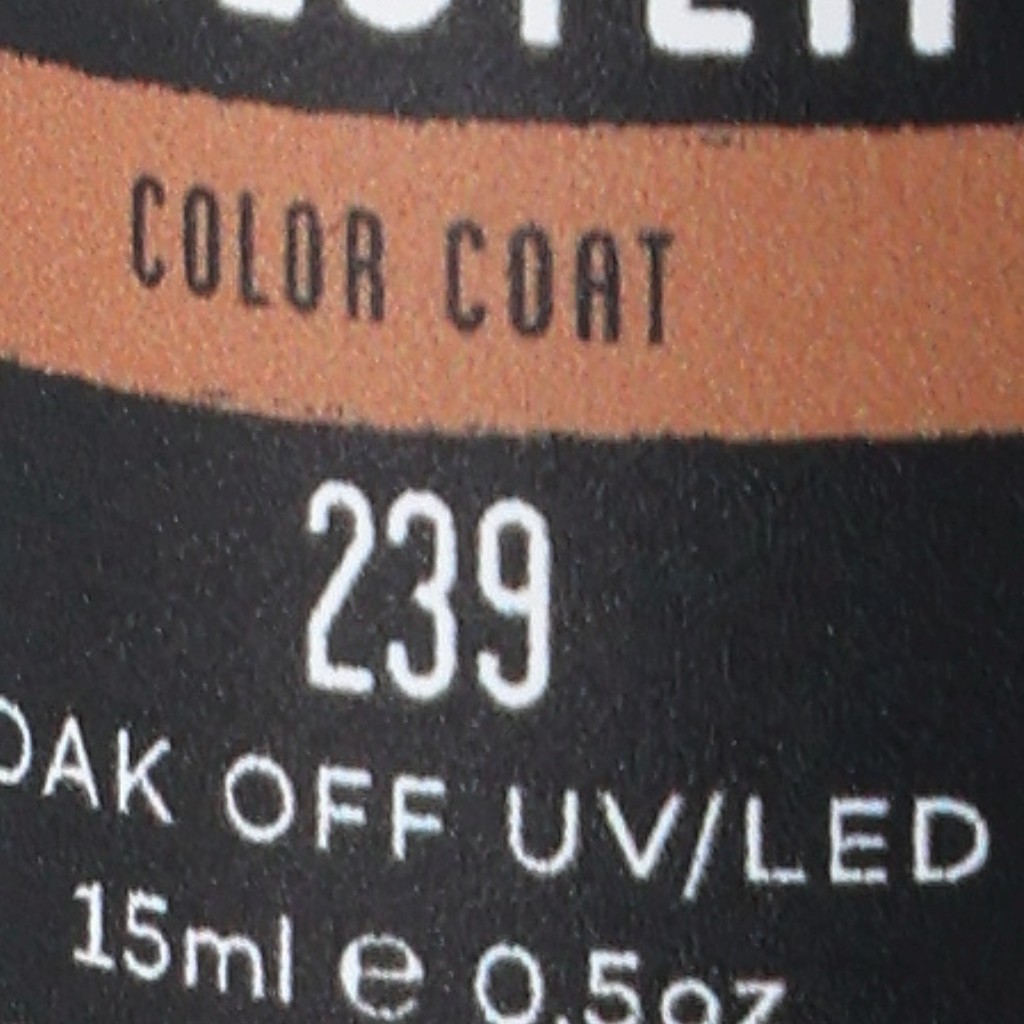 COLOR COAT
239
OAK OFF UV/LED
15ml e 0.5oz